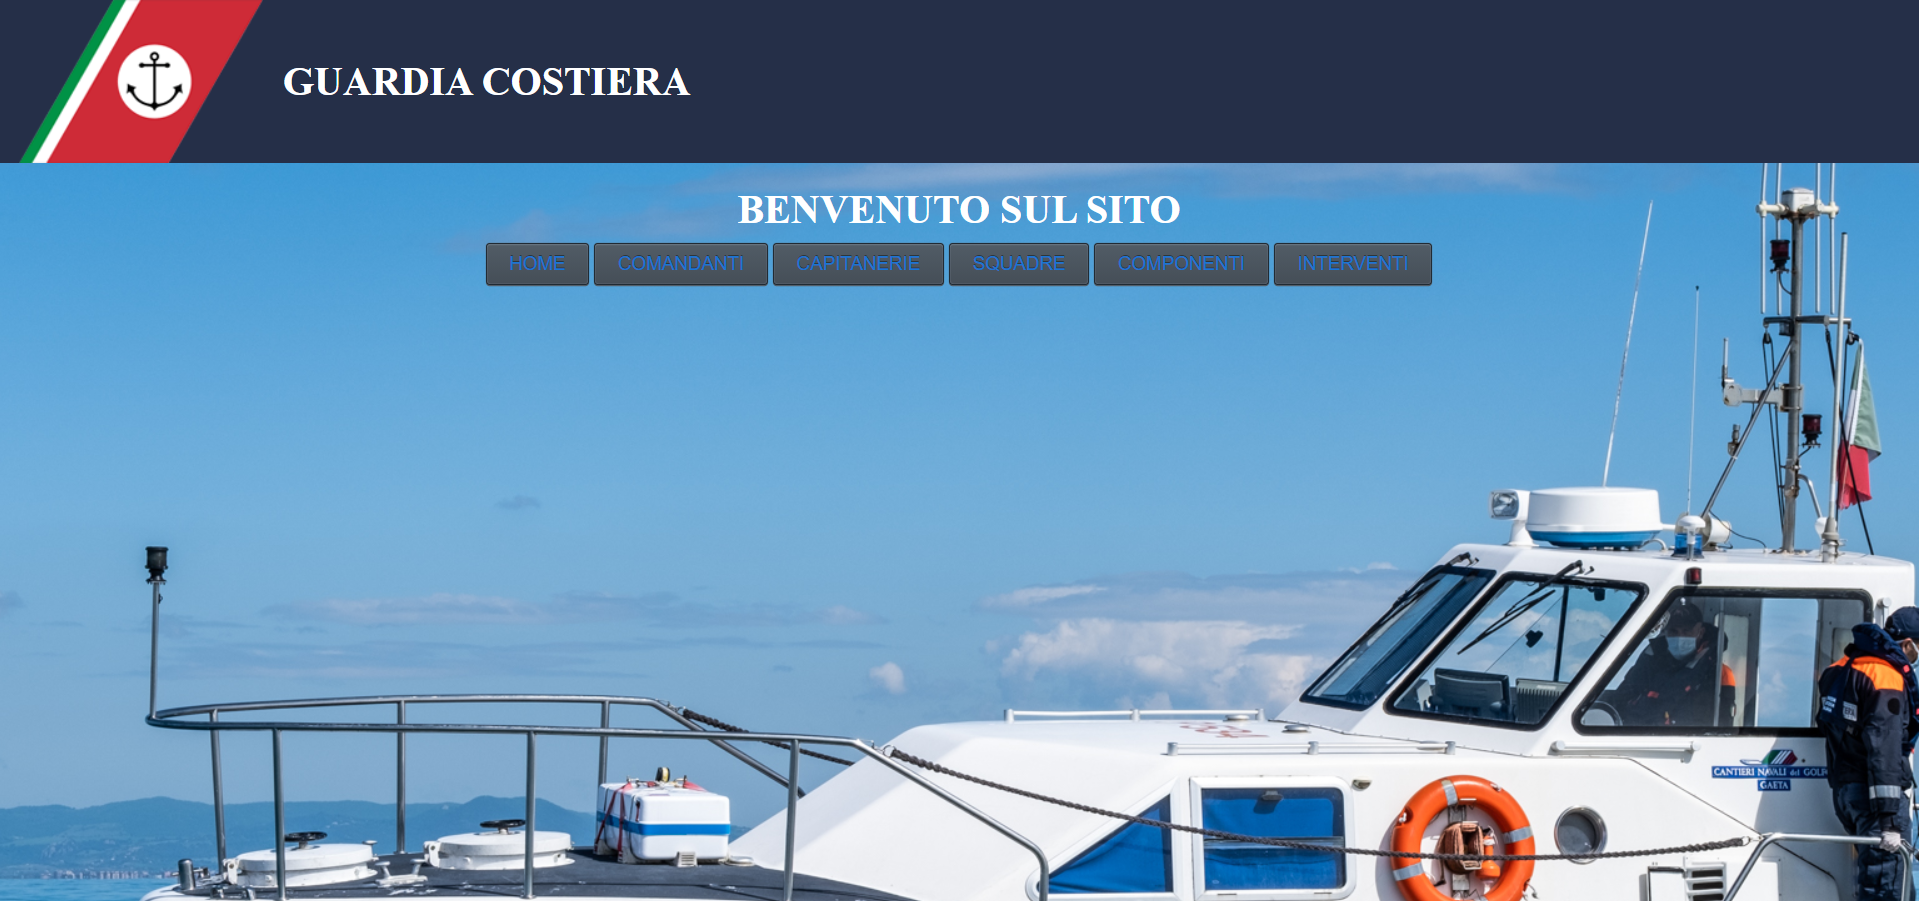 GUARDIA COSTIERA
BENVENUTO SUL SITO
HOME COMANDANTI CAPITANERIE SQUADRE COMPONENTI INTERVENTI
CANTIERI NAVALI del GOLFO
GAETA